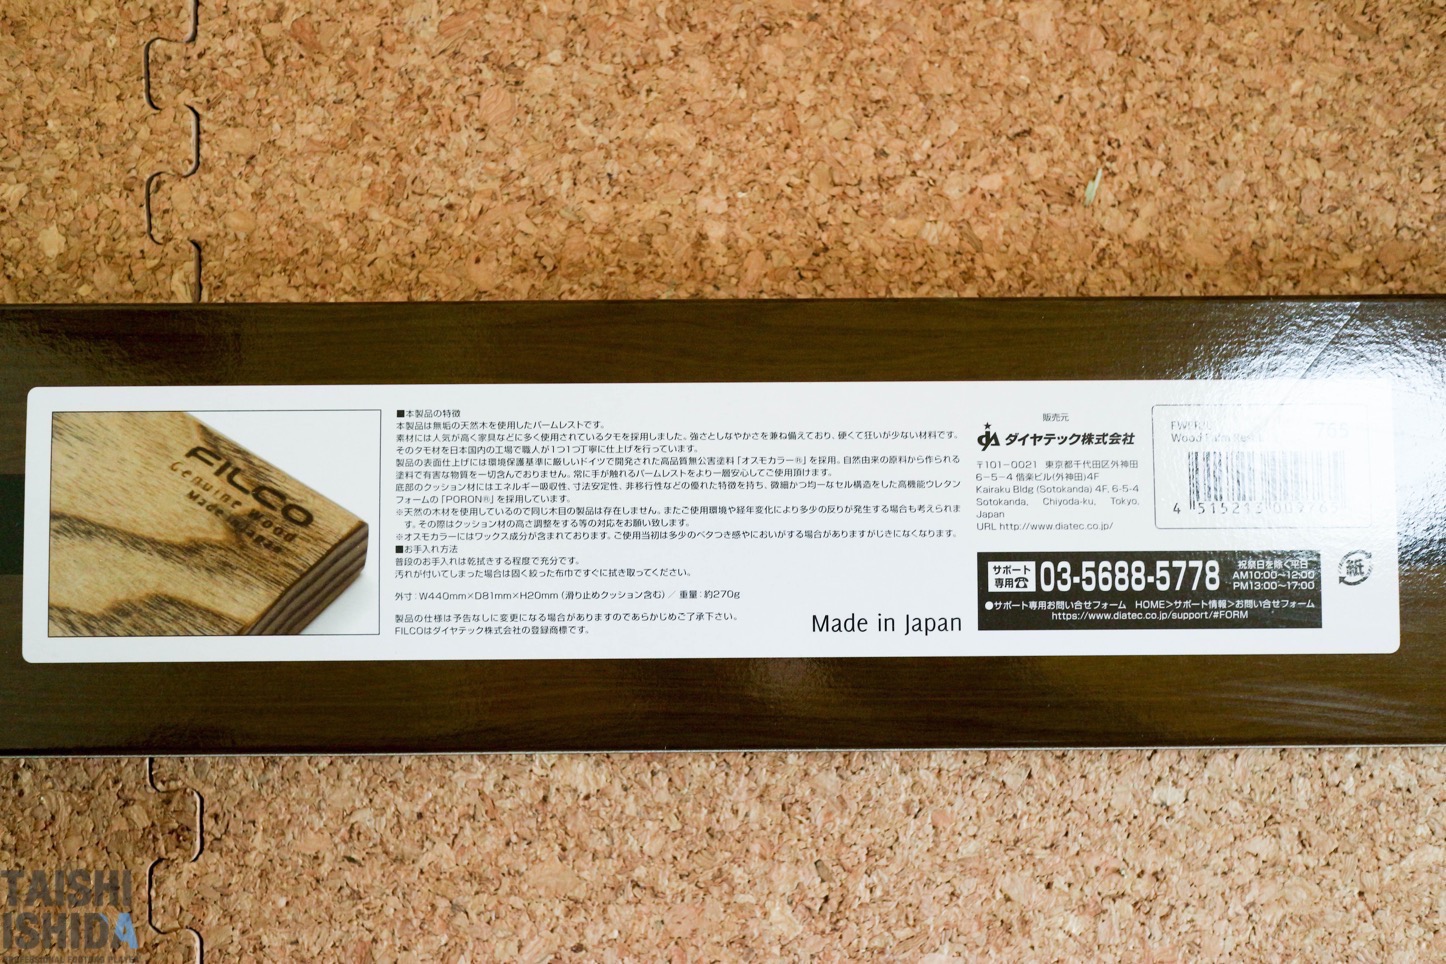 FILCO
Genuine Wood
Made in Japan
■本製品の特徴
本製品は無垢の天然木を使用したパームレストです。
素材には人気が高く家具などに多く使用されているタモを採用しました。強さとしなやかさを兼ね備えており、硬くて狂いが少ない材料です。
そのタモ材を日本国内の工場で職人が1つ1つ丁寧に仕上げを行っています。
製品の表面仕上げには環境保護基準に厳しいドイツで開発された高品質無公害塗料「オスモカラー®」を採用。自然由来の原料から作られる
塗料で有害な物質を一切含んでおりません。常に手が触れるパームレストをより一層安心してご使用頂けます。
底部のクッション材にはエネルギー吸収性、寸法安定性、非移行性などの優れた特徴を持ち、微細かつ均一なセル構造をした高機能ウレタン
フォームの「PORON®」を採用しています。
※天然の木材を使用しているので同じ木目の製品は存在しません。またご使用環境や経年変化により多少の反りが発生する場合も考えられま
す。その際はクッション材の高さ調整をする等の対応をお願い致します。
※オスモカラーにはワックス成分が含まれております。ご使用当初は多少のベタつき感やにおいがする場合がありますがじきになくなります。
■お手入れ方法
普段のお手入れは乾拭きする程度で充分です。
汚れが付いてしまった場合は固く絞った布巾ですぐに拭き取ってください。
外寸：W440mm×D81mm×H20mm（滑り止めクッション含む）／重量：約270g
製品の仕様は予告なしに変更になる場合がありますのであらかじめご了承下さい。
FILCOはダイヤテック株式会社の登録商標です。
Made in Japan
販売元
ダイヤテック株式会社
〒101-0021 東京都千代田区外神田
6-5-4 偕楽ビル(外神田)4F
Kairaku Bldg (Sotokanda) 4F, 6-5-4
Sotokanda, Chiyoda-ku, Tokyo,
Japan
URL http://www.diatec.co.jp/
サポート
専用☎
03-5688-5778
祝祭日を除く平日
AM10:00～12:00
PM13:00～17:00
●サポート専用お問い合せフォーム HOME>サポート情報>お問い合せフォーム
https://www.diatec.co.jp/support/#FORM
Wood
4 515213
紙
TAISHI
ISHIDA